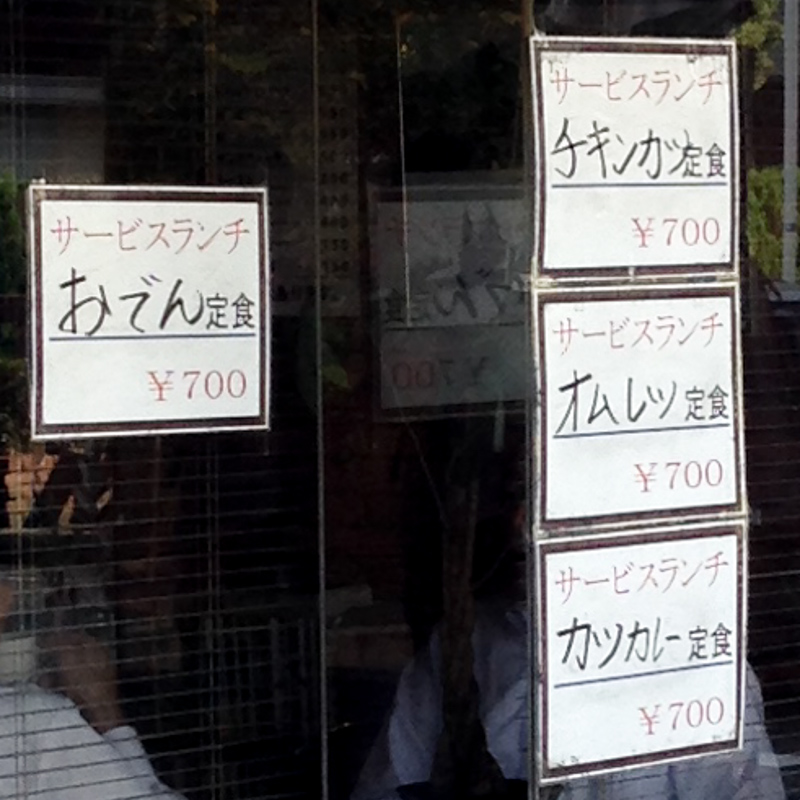 サービスランチ
おでん定食
¥700
サービスランチ
チキンカツ定食
¥700
サービスランチ
オムレツ定食
¥700
サービスランチ
カツカレー定食
¥700